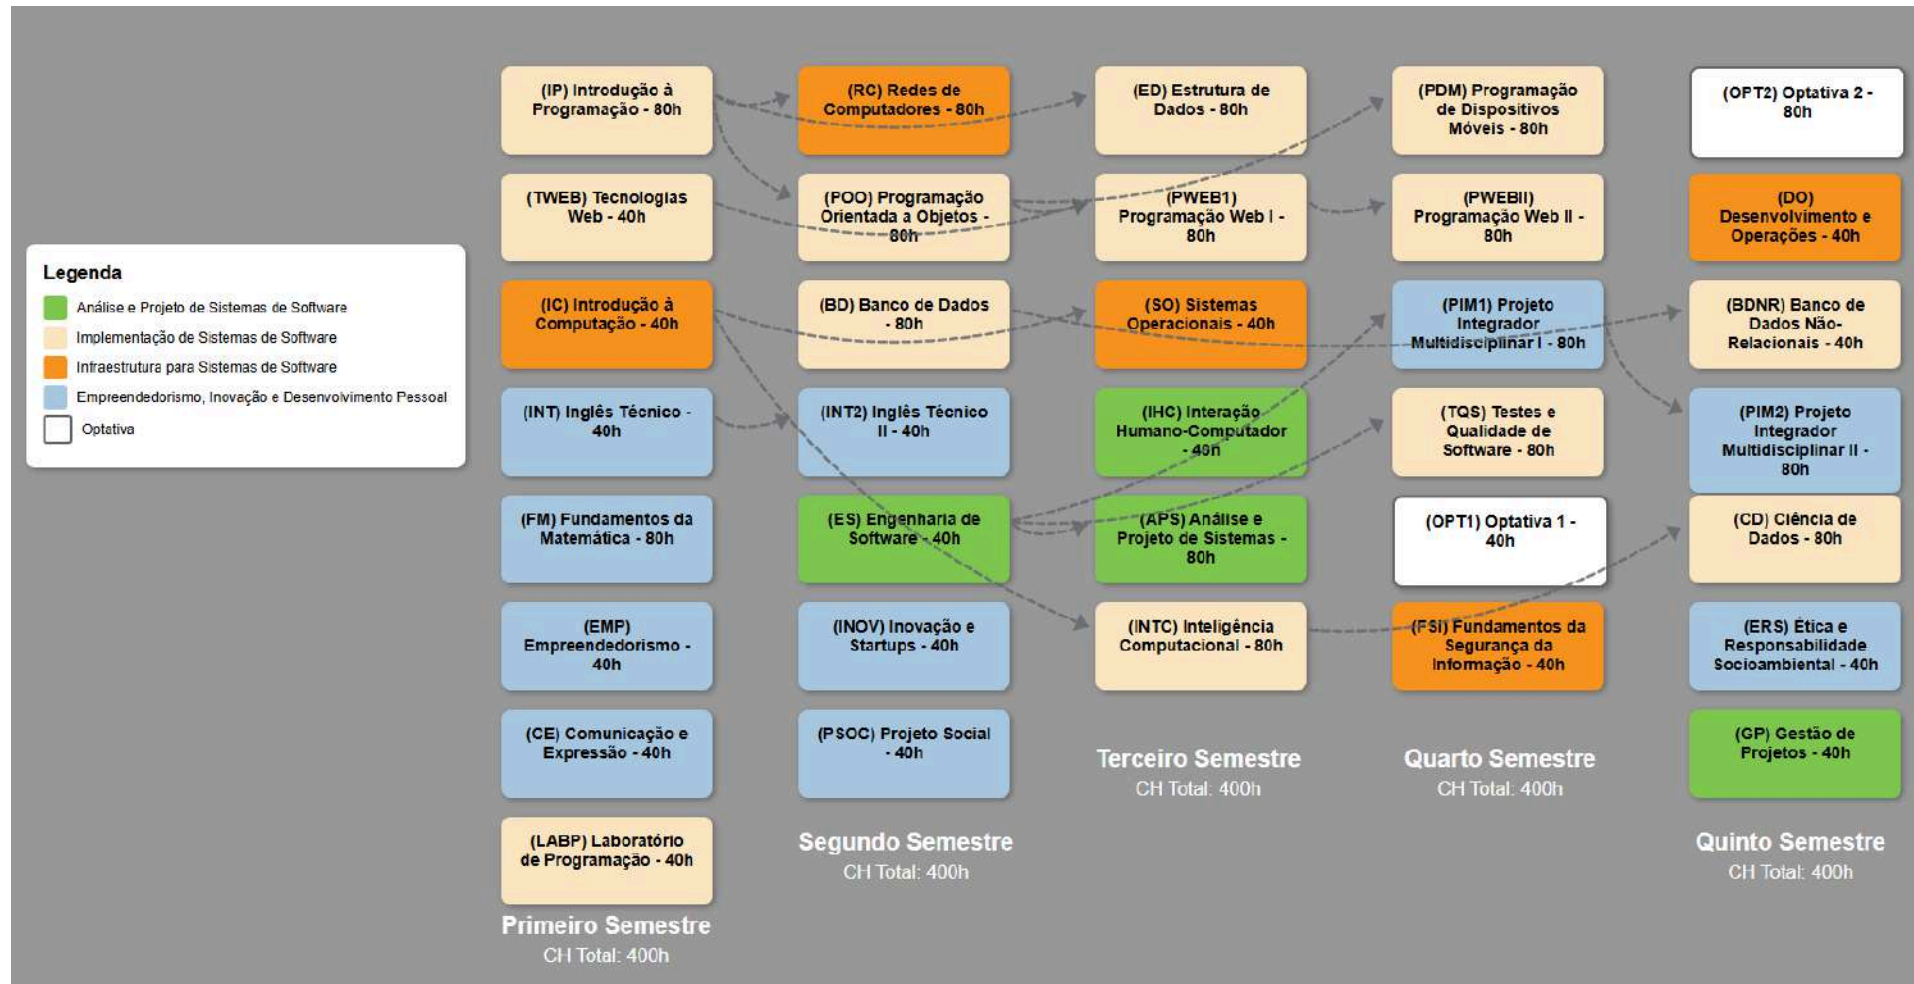 Legenda
Análise e Projeto de Sistemas de Software
Implementação de Sistemas de Software
Infraestrutura para Sistemas de Software
Empreendedorismo, Inovação e Desenvolvimento Pessoal
Optativa
(IP) Introdução à
Programação - 80h
(TWEB) Tecnologias
Web - 40h
(IC) Introdução à
Computação - 40h
(INT) Inglês Técnico -
40h
(FM) Fundamentos da
Matemática - 80h
(EMP)
Empreendedorismo -
40h
(CE) Comunicação e
Expressão - 40h
(LABP) Laboratório
de Programação - 40h
Primeiro Semestre
CH Total: 400h
(RC) Redes de
Computadores - 80h
(POO) Programação
Orientada a Objetos -
80h
(BD) Banco de Dados
- 80h
(INT2) Inglês Técnico
II - 40h
(ES) Engenharia de
Software - 40h
(INOV) Inovação e
Startups - 40h
(PSOC) Projeto Social
- 40h
Segundo Semestre
CH Total: 400h
(ED) Estrutura de
Dados - 80h
(PWEB1)
Programação Web I -
80h
(SO) Sistemas
Operacionais - 40h
(IHC) Interação
Humano-Computador
- 40h
(APS) Análise e
Projeto de Sistemas -
80h
(INTC) Inteligência
Computacional - 80h
Terceiro Semestre
CH Total: 400h
(PDM) Programação
de Dispositivos
Móveis - 80h
(PWEBII)
Programação Web II -
80h
(PIM1) Projeto
Integrador
Multidisciplinar I - 80h
(TQS) Testes e
Qualidade de
Software - 80h
(OPT1) Optativa 1 -
40h
(FSI) Fundamentos da
Segurança da
Informação - 40h
Quarto Semestre
CH Total: 400h
(OPT2) Optativa 2 -
80h
(DO)
Desenvolvimento e
Operações - 40h
(BDNR) Banco de
Dados Não-
Relacionais - 40h
(PIM2) Projeto
Integrador
Multidisciplinar II -
80h
(CD) Ciência de
Dados - 80h
(ERS) Ética e
Responsabilidade
Socioambiental - 40h
(GP) Gestão de
Projetos - 40h
Quinto Semestre
CH Total: 400h